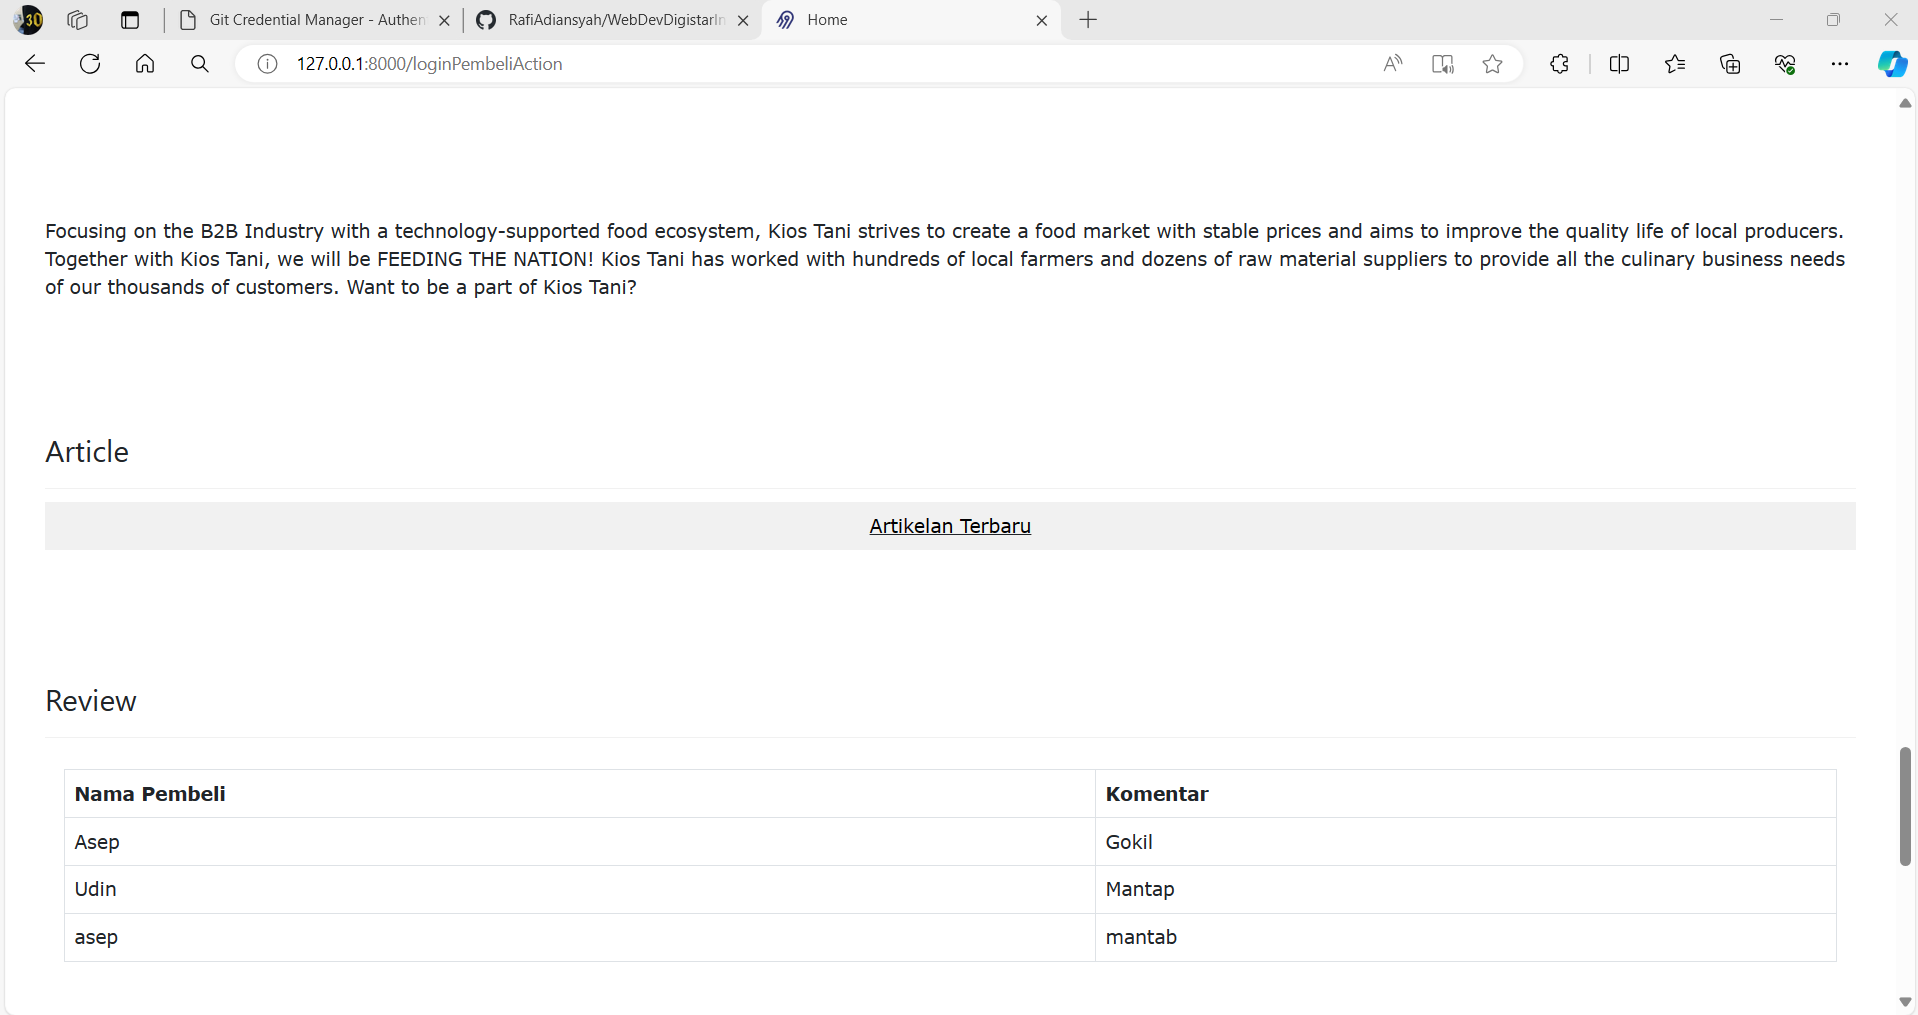 30
Git Credential Manager - Authen
RafiAdiansyah/WebDevDigistarIn
Home
127.0.0.1:8000/loginPembeliAction
Focusing on the B2B Industry with a technology-supported food ecosystem, Kios Tani strives to create a food market with stable prices and aims to improve the quality life of local producers.
Together with Kios Tani, we will be FEEDING THE NATION! Kios Tani has worked with hundreds of local farmers and dozens of raw material suppliers to provide all the culinary business needs
of our thousands of customers. Want to be a part of Kios Tani?
Article
Artikelan Terbaru
Review
Nama Pembeli Komentar
Asep Gokil
Udin Mantap
asep mantab